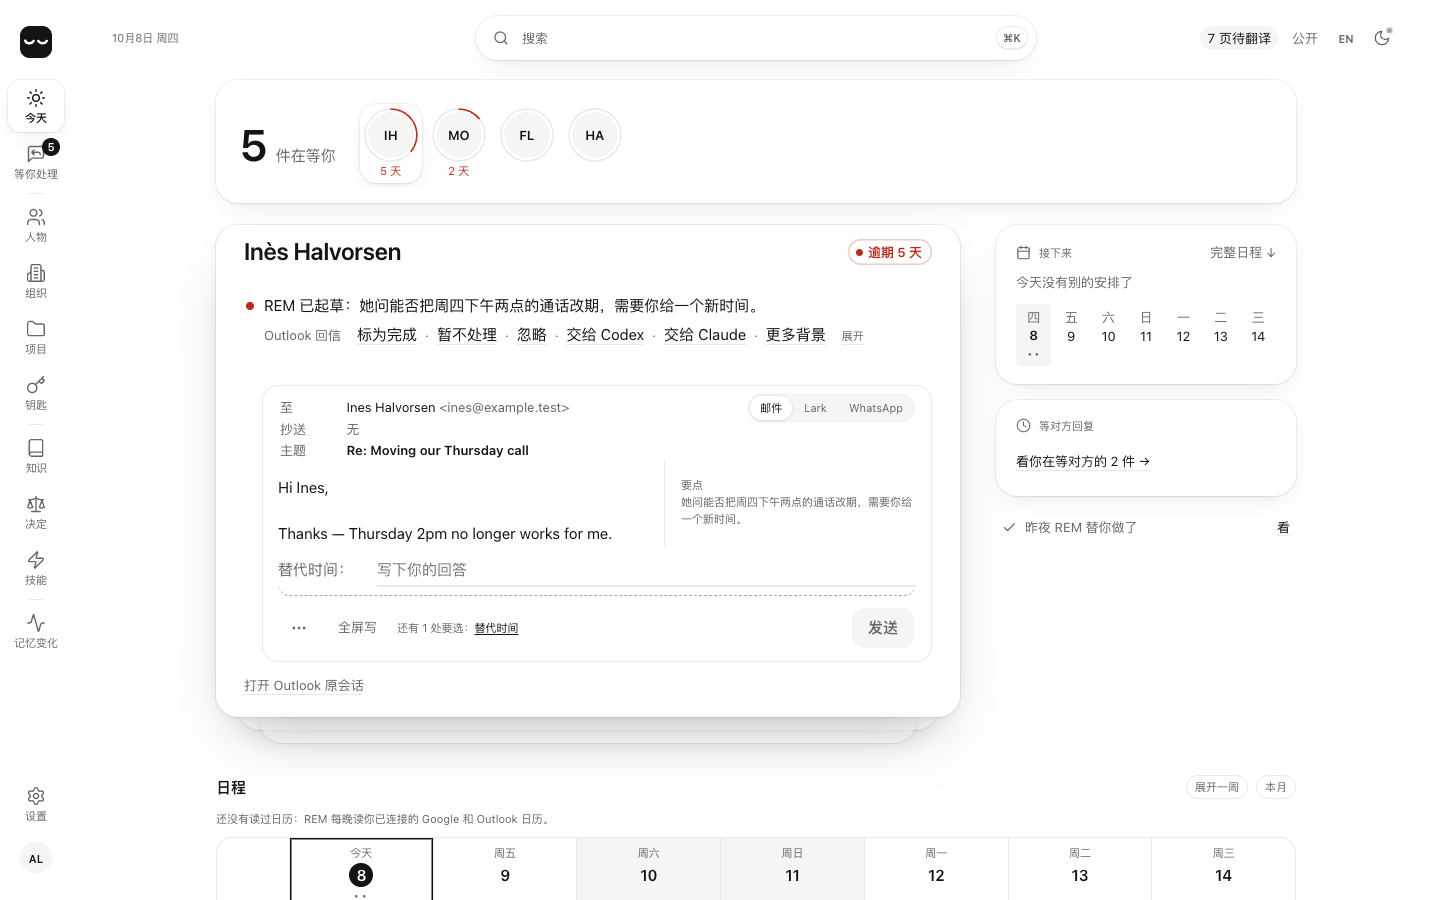 10月8日 周四
搜索
⌘K
7 页待翻译
公开
EN
今天
5
等你处理
人物
组织
项目
钥匙
知识
决定
技能
记忆变化
设置
AL
5 件在等你
IH
5 天
MO
2 天
FL
HA
Inès Halvorsen
逾期 5 天
REM 已起草：她问能否把周四下午两点的通话改期，需要你给一个新时间。
Outlook 回信 标为完成 · 暂不处理 · 忽略 · 交给 Codex · 交给 Claude · 更多背景 展开
至 Ines Halvorsen <ines@example.test>
邮件 Lark WhatsApp
抄送 无
主题 Re: Moving our Thursday call
Hi Ines,
Thanks — Thursday 2pm no longer works for me.
要点
她问能否把周四下午两点的通话改期，需要你给
一个新时间。
替代时间： 写下你的回答
全屏写 还有 1 处要选：替代时间
发送
打开 Outlook 原会话
接下来
完整日程 ↓
今天没有别的安排了
四 五 六 日 一 二 三
8 9 10 11 12 13 14
等对方回复
看你在等对方的 2 件 →
昨夜 REM 替你做了
看
日程
展开一周
本月
还没有读过日历：REM 每晚读你已连接的 Google 和 Outlook 日历。
今天 周五 周六 周日 周一 周二 周三
8 9 10 11 12 13 14